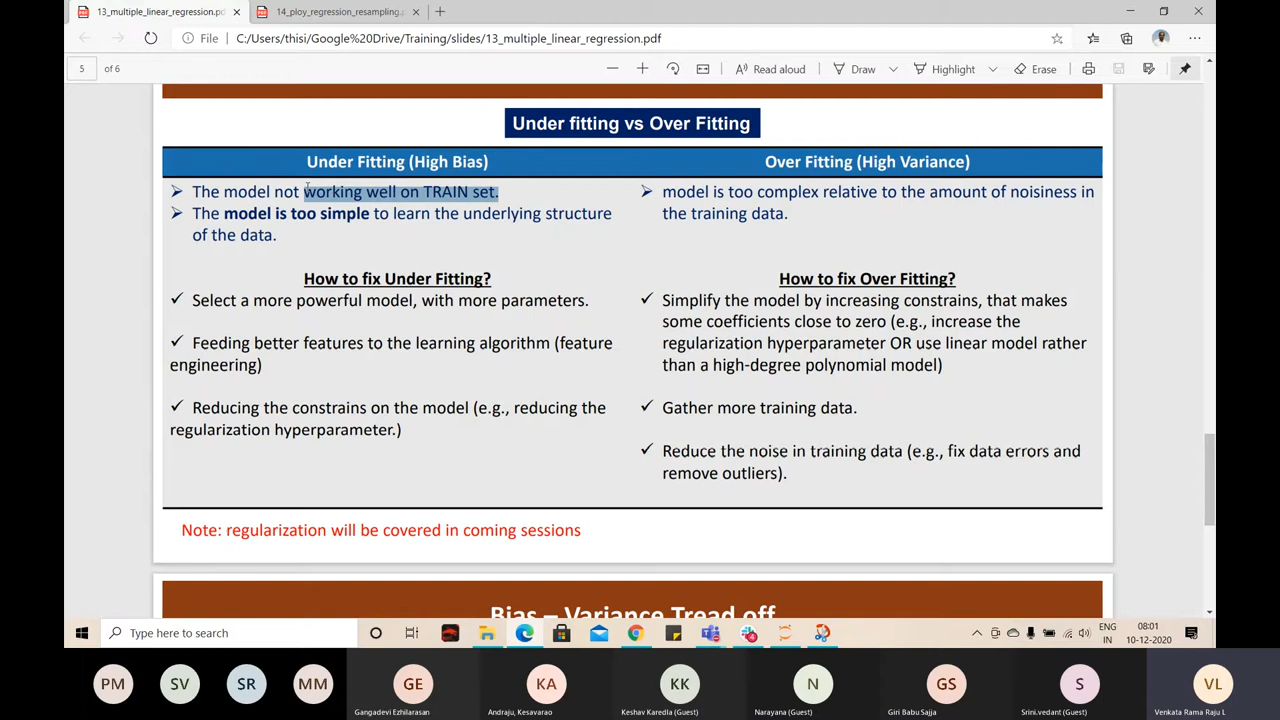 13_multiple_linear_regression.pd
14_ploy_regression_resampling.p
File
C:/Users/thisi/Google%20Drive/Training/slides/13_multiple_linear_regression.pdf
5 of 6
Read aloud
Draw
Highlight
Erase
Under fitting vs Over Fitting
Under Fitting (High Bias)
The model not working well on TRAIN set.
The model is too simple to learn the underlying structure
of the data.
How to fix Under Fitting?
Select a more powerful model, with more parameters.
Feeding better features to the learning algorithm (feature
engineering)
Reducing the constrains on the model (e.g., reducing the
regularization hyperparameter.)
Over Fitting (High Variance)
model is too complex relative to the amount of noisiness in
the training data.
How to fix Over Fitting?
Simplify the model by increasing constrains, that makes
some coefficients close to zero (e.g., increase the
regularization hyperparameter OR use linear model rather
than a high-degree polynomial model)
Gather more training data.
Reduce the noise in training data (e.g., fix data errors and
remove outliers).
Note: regularization will be covered in coming sessions
Bias – Variance Tread off
Type here to search
ENG
IN
08:01
10-12-2020
PM
SV
SR
MM
GE
Gangadevi Ezhilarasan
KA
Andraju, Kesavarao
KK
Keshav Karedla (Guest)
N
Narayana (Guest)
GS
Giri Babu Sajja
S
Srini.vedant (Guest)
VL
Venkata Rama Raju L